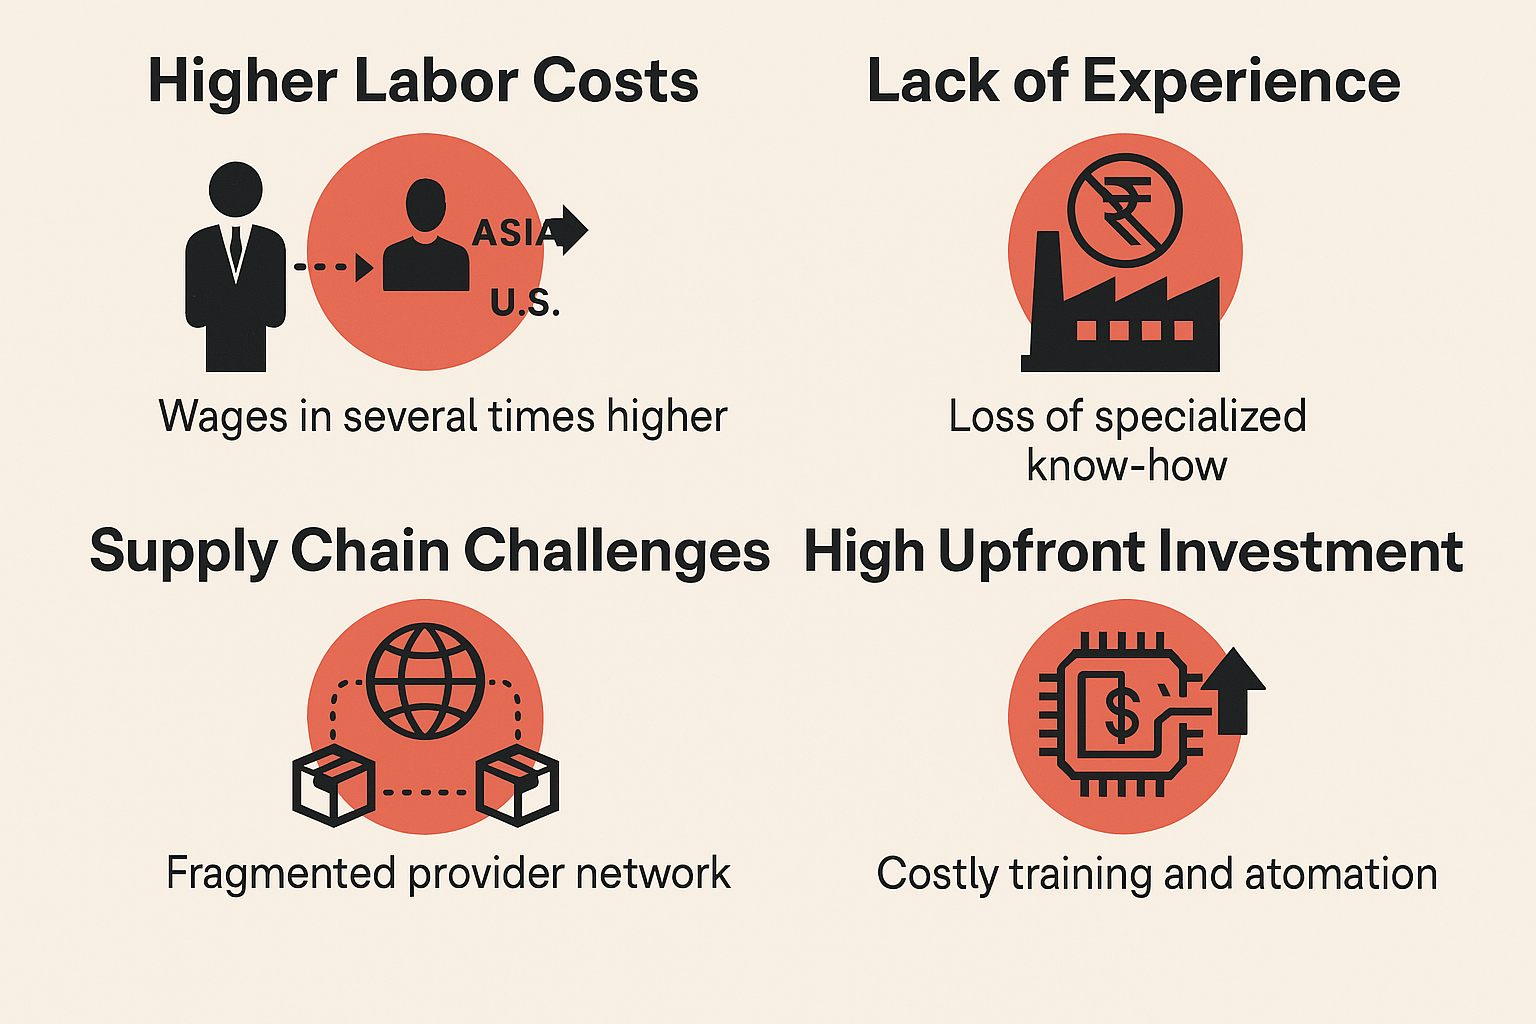 Higher Labor Costs
ASIA
U.S.
Wages in several times higher
Lack of Experience
₹
Loss of specialized
know-how
Supply Chain Challenges
Fragmented provider network
High Upfront Investment
$
Costly training and atomation